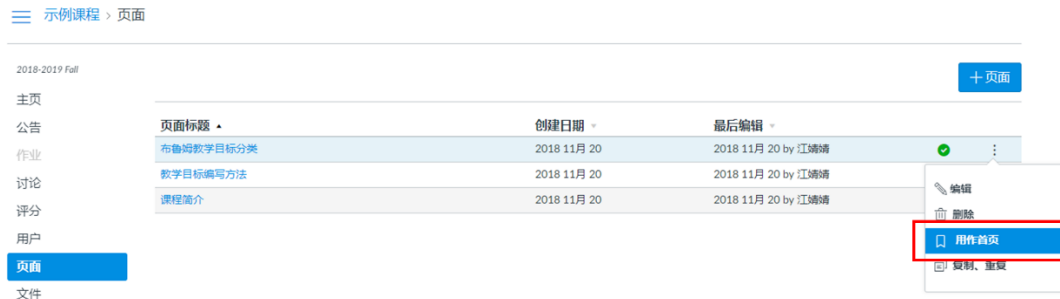 示例课程 › 页面
2018-2019 Fall
+页面
主页
公告
页面标题 创建日期 最后编辑
布鲁姆教学目标分类 2018 11月 20 2018 11月 20 by 江婧婧
作业
教学目标编写方法 2018 11月 20 2018 11月 20 by 江婧婧
讨论
课程简介 2018 11月 20 2018 11月 20 by 江婧婧
编辑
评分
删除
用户
用作首页
页面
复制、重复
文件